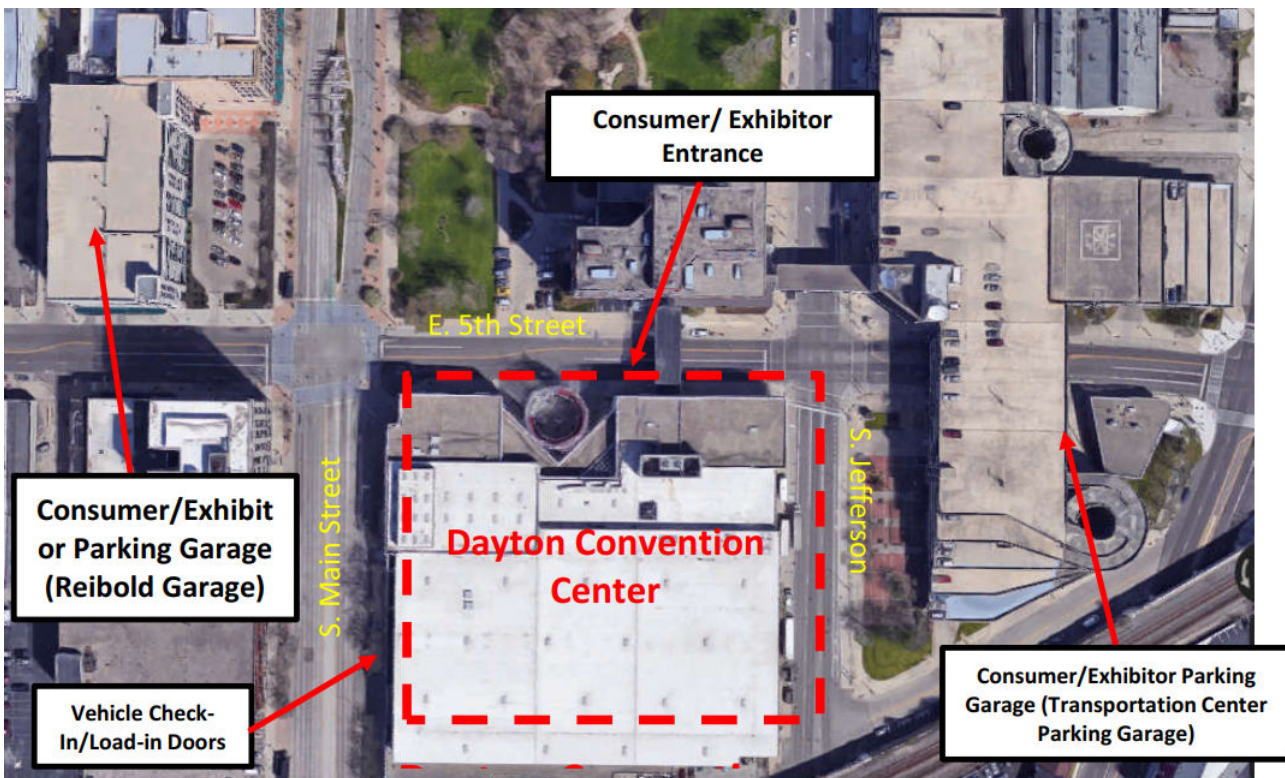 Consumer/ Exhibitor
Entrance
E. 5th Street
S. Main Street
S. Jefferson
Dayton Convention
Center
Consumer/Exhibit
or Parking Garage
(Reibold Garage)
Vehicle Check-
In/Load-in Doors
Consumer/Exhibitor Parking
Garage (Transportation Center
Parking Garage)